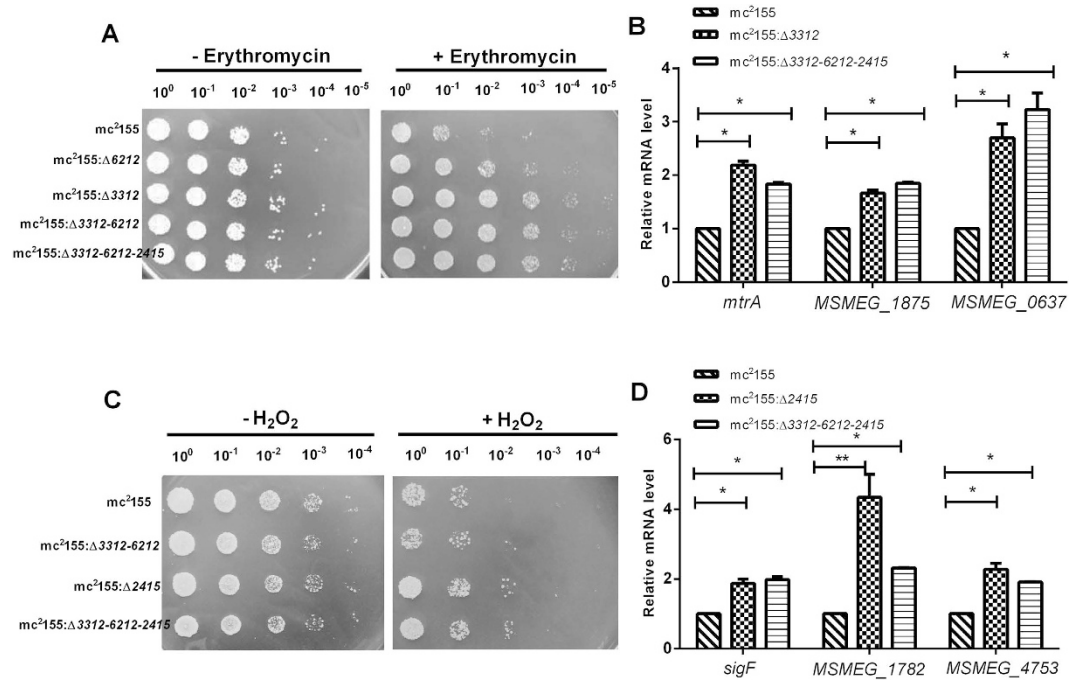 A
- Erythromycin
+ Erythromycin
10⁰ 10⁻¹ 10⁻² 10⁻³ 10⁻⁴ 10⁻⁵
10⁰ 10⁻¹ 10⁻² 10⁻³ 10⁻⁴ 10⁻⁵
mc²155
mc²155:Δ6212
mc²155:Δ3312
mc²155:Δ3312-6212
mc²155:Δ3312-6212-2415
B
mc²155
mc²155:Δ3312
mc²155:Δ3312-6212-2415
Relative mRNA level
4
3
2
1
0
* * * * * *
mtrA MSMEG_1875 MSMEG_0637
C
- H₂O₂
+ H₂O₂
10⁰ 10⁻¹ 10⁻² 10⁻³ 10⁻⁴
10⁰ 10⁻¹ 10⁻² 10⁻³ 10⁻⁴
mc²155
mc²155:Δ3312-6212
mc²155:Δ2415
mc²155:Δ3312-6212-2415
D
mc²155
mc²155:Δ2415
mc²155:Δ3312-6212-2415
Relative mRNA level
6
4
2
0
* * * ** * *
sigF MSMEG_1782 MSMEG_4753